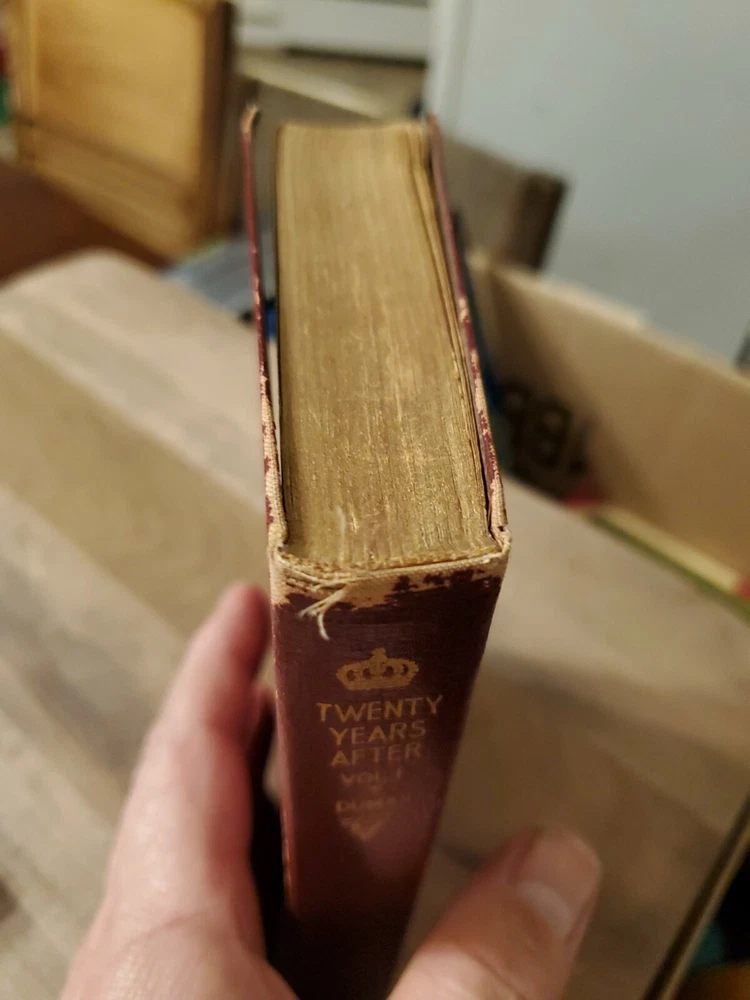 TWENTY
YEARS
AFTER
VOL. I
DUMAS